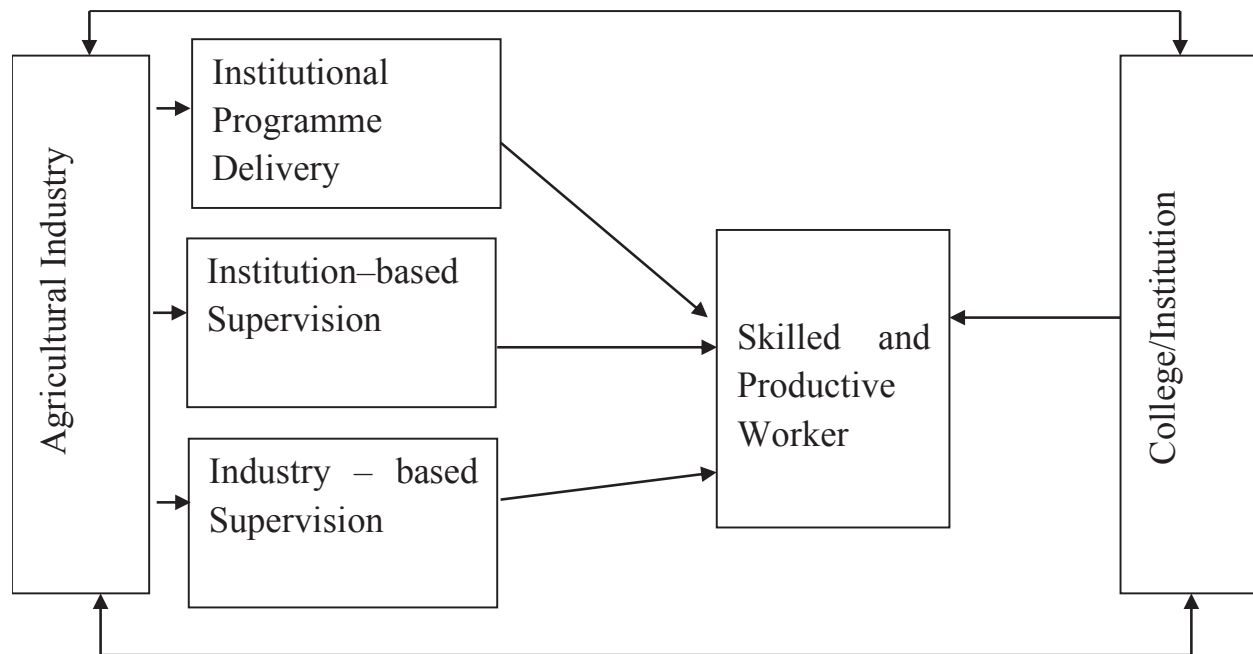 Agricultural Industry
Institutional
Programme
Delivery
Institution–based
Supervision
Industry – based
Supervision
Skilled and
Productive
Worker
College/Institution